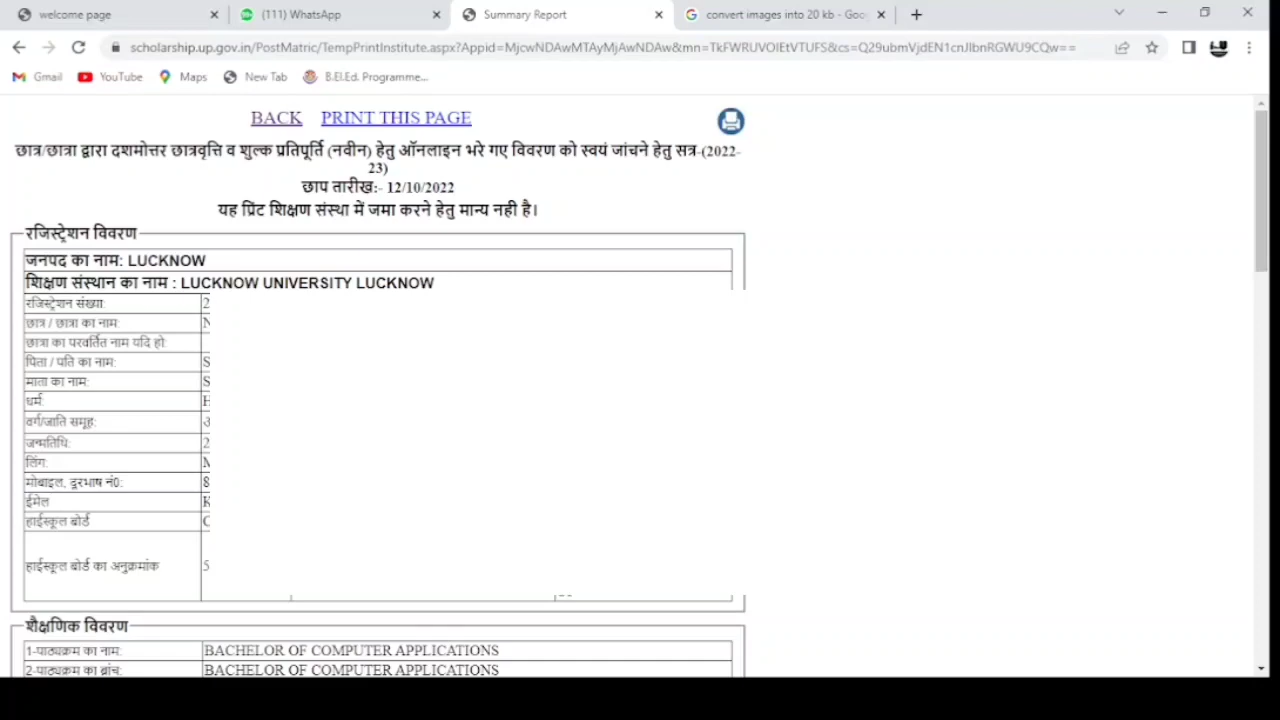 welcome page
(111) WhatsApp
Summary Report
convert images into 20 kb - Goo
scholarship.up.gov.in/PostMatric/TempPrintInstitute.aspx?Appid=MjcwNDAwMTAyMjAwNDAw&mn=TkFWRUVOIEtVTUFS&cs=Q29ubmVjdEN1cnJlbnRGWU9CQw==
Gmail YouTube Maps New Tab B.El.Ed. Programme...
BACK PRINT THIS PAGE
छात्र/छात्रा द्वारा दशमोत्तर छात्रवृत्ति व शुल्क प्रतिपूर्ति (नवीन) हेतु ऑनलाइन भरे गए विवरण को स्वयं जांचने हेतु सत्र-(2022-
23)
छाप तारीख:- 12/10/2022
यह प्रिंट शिक्षण संस्था में जमा करने हेतु मान्य नही है।
रजिस्ट्रेशन विवरण
जनपद का नाम: LUCKNOW
शिक्षण संस्थान का नाम : LUCKNOW UNIVERSITY LUCKNOW
रजिस्ट्रेशन संख्या: 2
छात्र / छात्रा का नाम: N
छात्रा का परवर्तित नाम यदि हो:
पिता / पति का नाम: S
माता का नाम: S
धर्म: H
वर्ग/जाति समूह:
जन्मतिथि: 2
लिंग: M
मोबाइल, दूरभाष नं0: 8
ईमेल K
हाईस्कूल बोर्ड C
हाईस्कूल बोर्ड का अनुक्रमांक 5
शैक्षणिक विवरण
1-पाठ्यक्रम का नाम: BACHELOR OF COMPUTER APPLICATIONS
2-पाठ्यक्रम का ब्रांच: BACHELOR OF COMPUTER APPLICATIONS